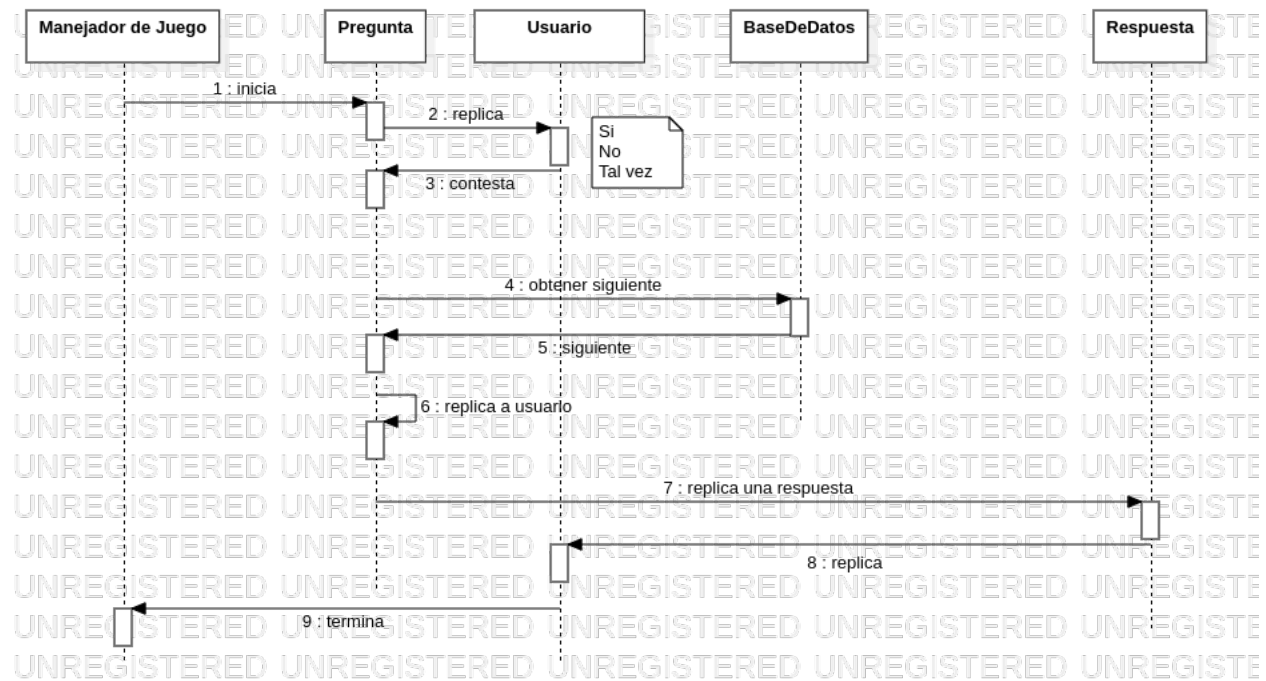 Manejador de Juego
Pregunta
Usuario
BaseDeDatos
Respuesta
1 : inicia
2 : replica
Si
No
Tal vez
3 : contesta
4 : obtener siguiente
5 : siguiente
6 : replica a usuario
7 : replica una respuesta
8 : replica
9 : termina
UNREGISTERED